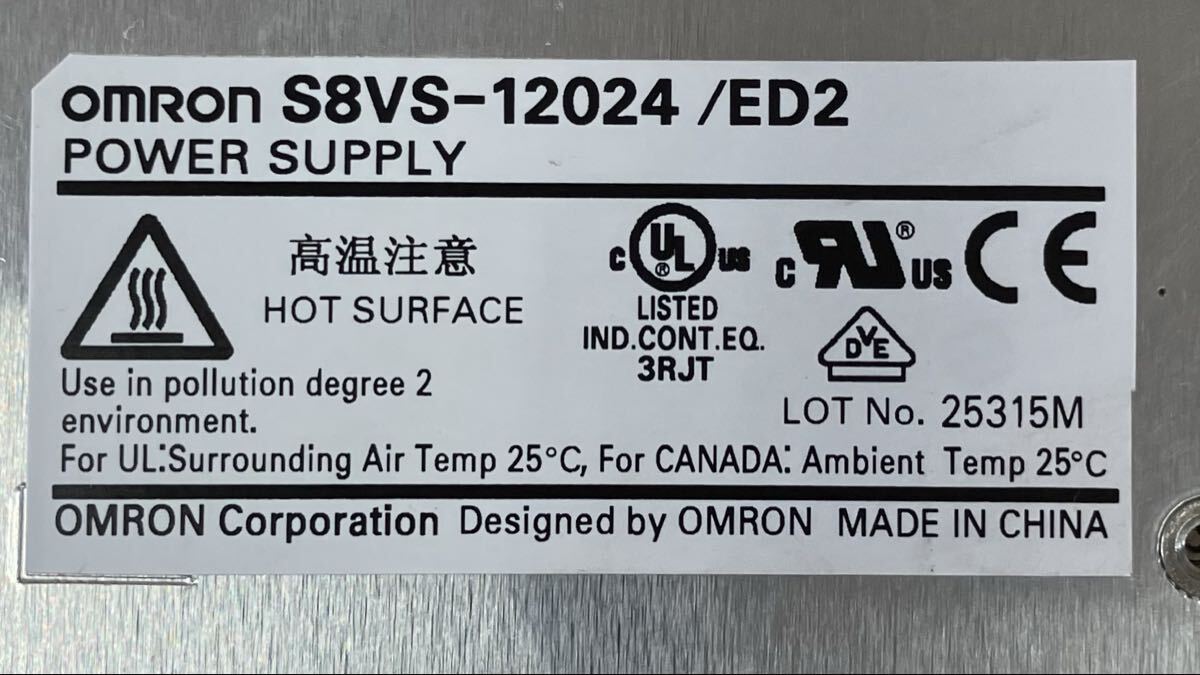 OMRON S8VS-12024 /ED2
POWER SUPPLY
高温注意
HOT SURFACE
C UL® US
LISTED
IND.CONT.EQ.
3RJT
C RU® US
CE
DVE
Use in pollution degree 2
environment.
LOT No. 25315M
For UL:Surrounding Air Temp 25°C, For CANADA: Ambient Temp 25°C
OMRON Corporation Designed by OMRON MADE IN CHINA